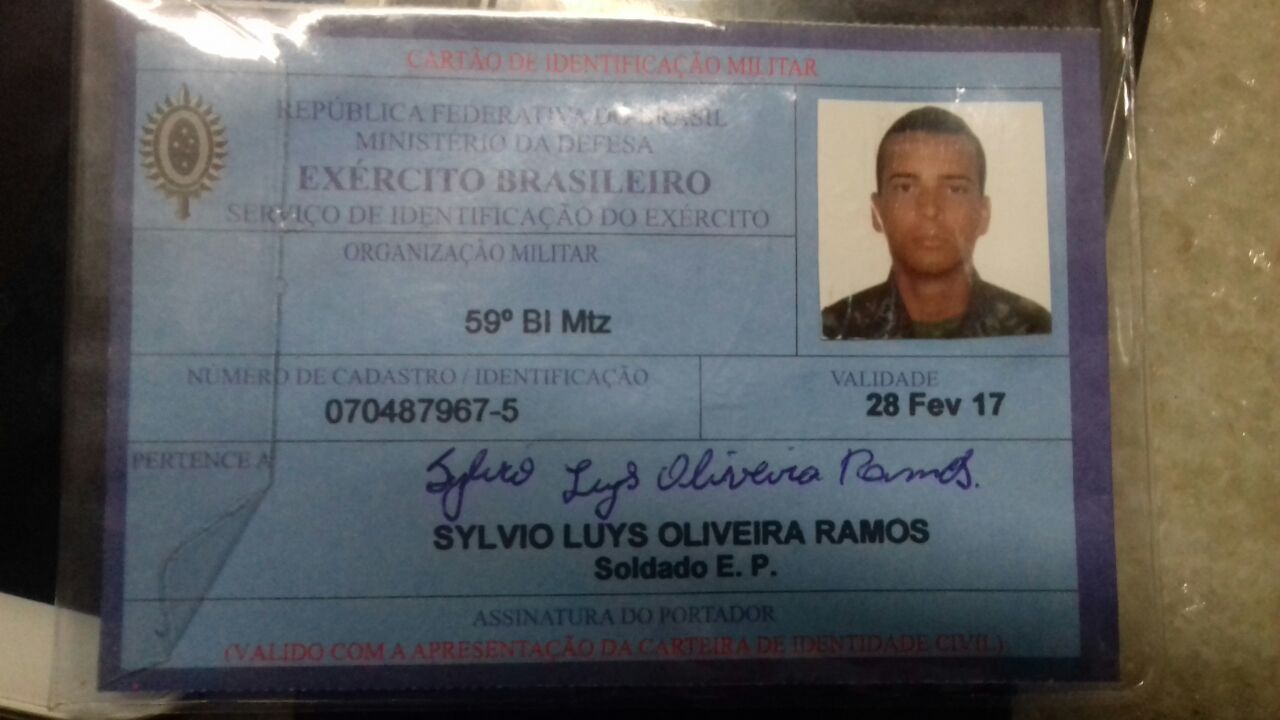 CARTÃO DE IDENTIFICAÇÃO MILITAR
REPÚBLICA FEDERATIVA DO BRASIL
MINISTÉRIO DA DEFESA
EXÉRCITO BRASILEIRO
SERVIÇO DE IDENTIFICAÇÃO DO EXÉRCITO
ORGANIZAÇÃO MILITAR
59º BI Mtz
NÚMERO DE CADASTRO / IDENTIFICAÇÃO
070487967-5
VALIDADE
28 Fev 17
PERTENCE A
Sylvio Luys Oliveira Ramos.
SYLVIO LUYS OLIVEIRA RAMOS
Soldado E. P.
ASSINATURA DO PORTADOR
(VALIDO COM A APRESENTAÇÃO DA CARTEIRA DE IDENTIDADE CIVIL)